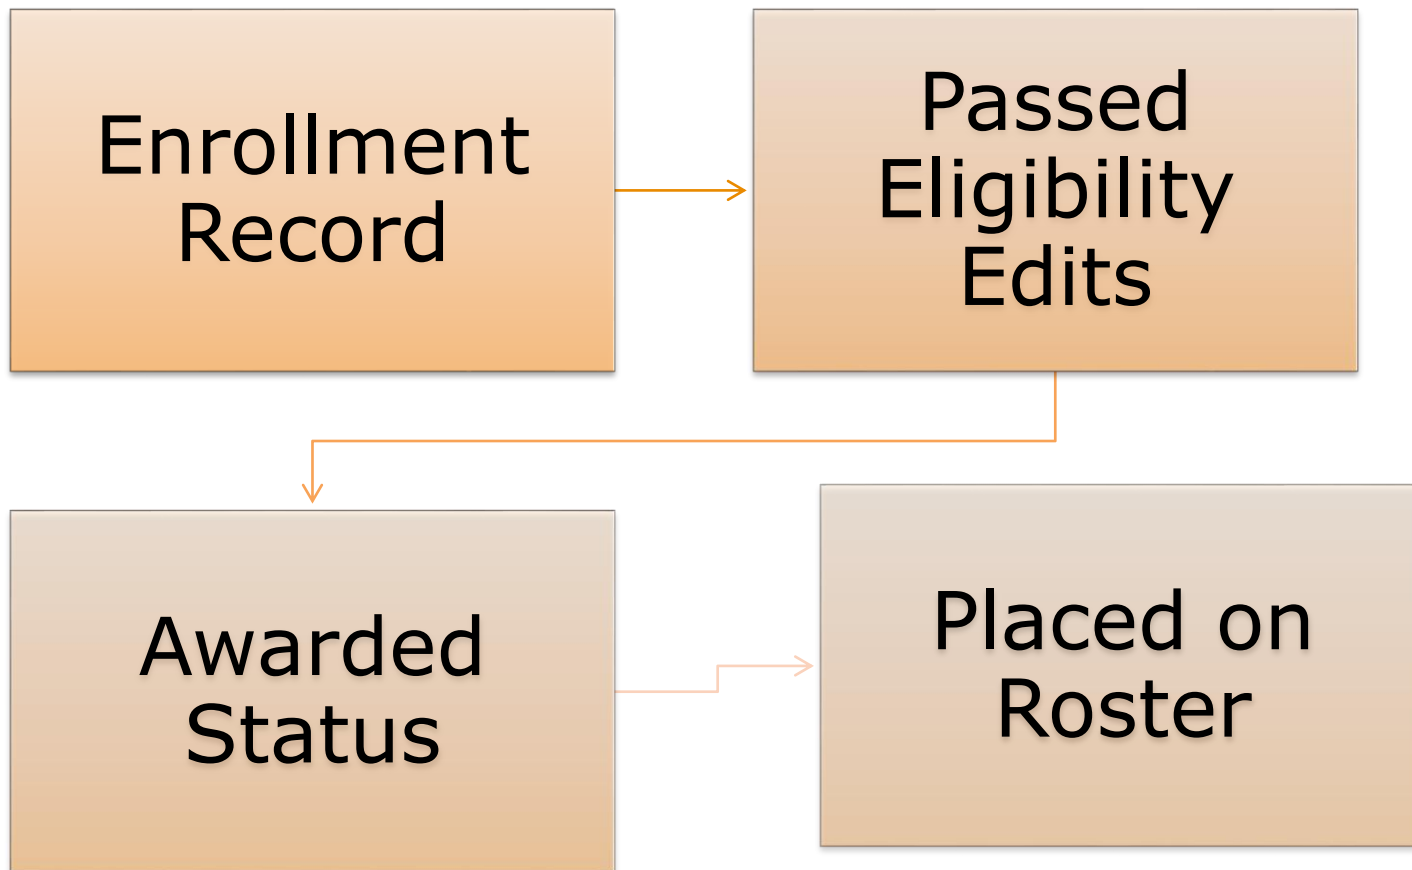 Enrollment
Record
Passed
Eligibility
Edits
Awarded
Status
Placed on
Roster